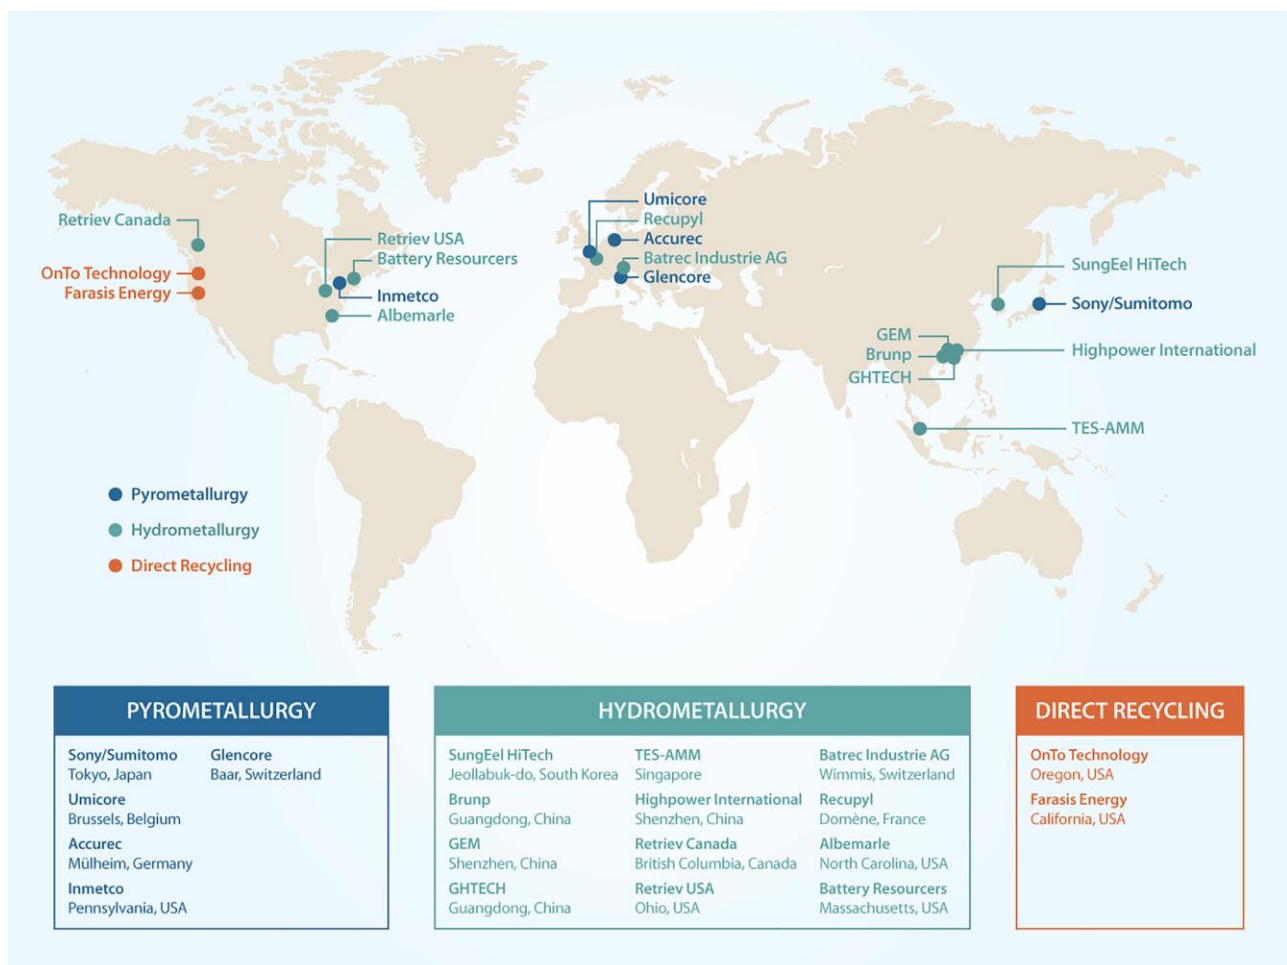 Retriev Canada
OnTo Technology
Farasis Energy
Retriev USA
Battery Resourcers
Inmetco
Albemarle
Umicore
Recupyl
Accurec
Batrec Industrie AG
Glencore
SungEel HiTech
Sony/Sumitomo
GEM
Brunp
GHTECH
Highpower International
TES-AMM
Pyrometallurgy
Hydrometallurgy
Direct Recycling
PYROMETALLURGY
Sony/Sumitomo
Tokyo, Japan
Umicore
Brussels, Belgium
Accurec
Mülheim, Germany
Inmetco
Pennsylvania, USA
Glencore
Baar, Switzerland
HYDROMETALLURGY
SungEel HiTech
Jeollabuk-do, South Korea
Brunp
Guangdong, China
GEM
Shenzhen, China
GHTECH
Guangdong, China
TES-AMM
Singapore
Highpower International
Shenzhen, China
Retriev Canada
British Columbia, Canada
Retriev USA
Ohio, USA
Batrec Industrie AG
Wimmis, Switzerland
Recupyl
Domène, France
Albemarle
North Carolina, USA
Battery Resourcers
Massachusetts, USA
DIRECT RECYCLING
OnTo Technology
Oregon, USA
Farasis Energy
California, USA